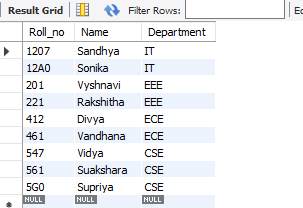 Result Grid Filter Rows:
Roll_no Name Department
1207 Sandhya IT
12A0 Sonika IT
201 Vyshnavi EEE
221 Rakshitha EEE
412 Divya ECE
461 Vandhana ECE
547 Vidya CSE
561 Suakshara CSE
5G0 Supriya CSE
NULL NULL NULL